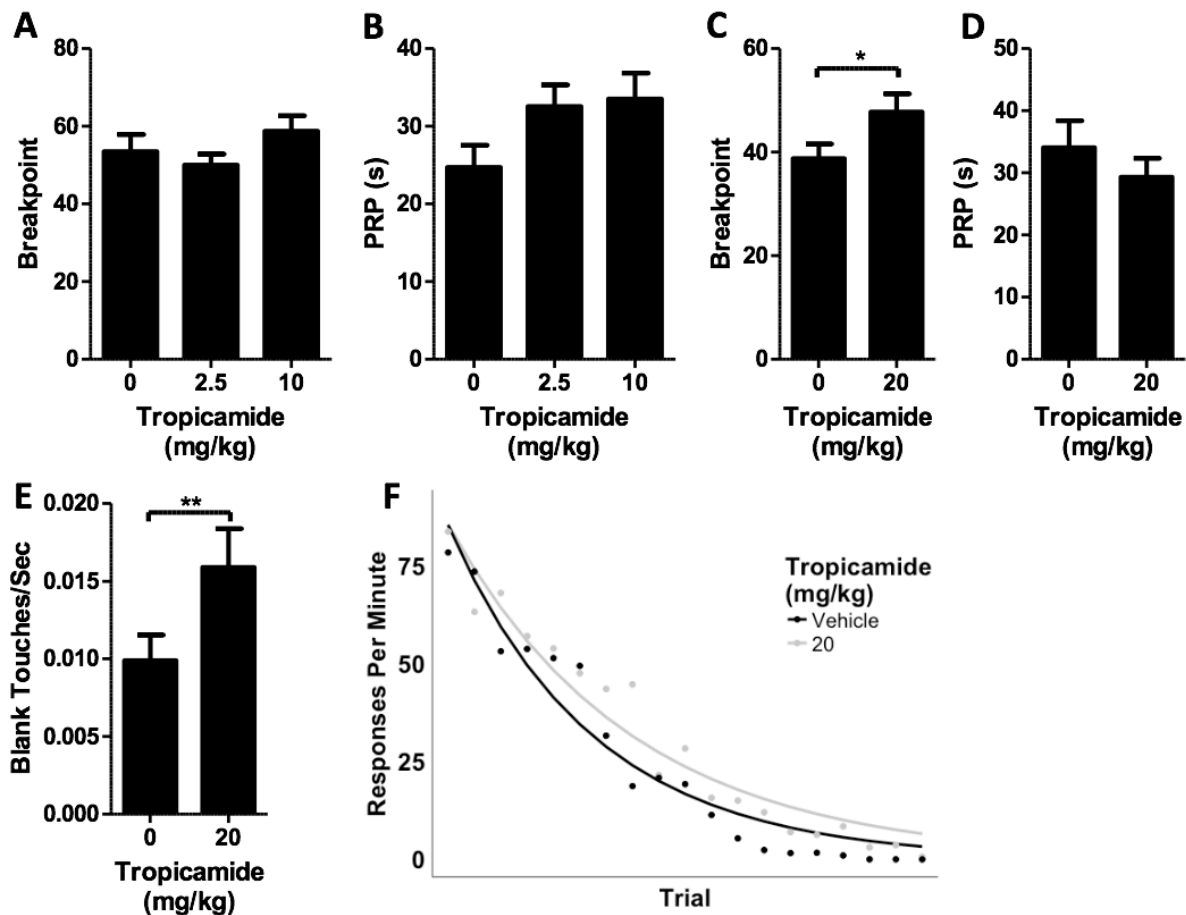 A
Breakpoint
80
60
40
20
0
0 2.5 10
Tropicamide
(mg/kg)
B
PRP (s)
40
30
20
10
0
0 2.5 10
Tropicamide
(mg/kg)
C
Breakpoint
60
40
20
0
*
0 20
Tropicamide
(mg/kg)
D
PRP (s)
50
40
30
20
10
0
0 20
Tropicamide
(mg/kg)
E
Blank Touches/Sec
0.020
0.015
0.010
0.005
0.000
**
0 20
Tropicamide
(mg/kg)
F
Responses Per Minute
75
50
25
0
Trial
Tropicamide
(mg/kg)
Vehicle
20